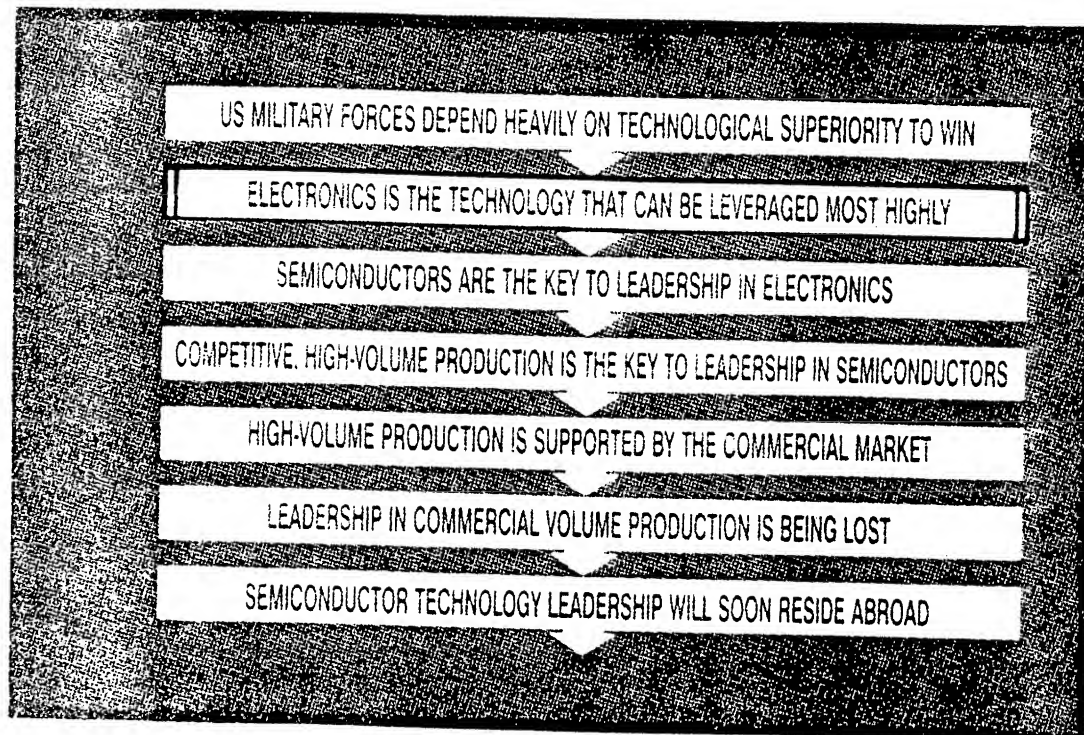 US MILITARY FORCES DEPEND HEAVILY ON TECHNOLOGICAL SUPERIORITY TO WIN
ELECTRONICS IS THE TECHNOLOGY THAT CAN BE LEVERAGED MOST HIGHLY
SEMICONDUCTORS ARE THE KEY TO LEADERSHIP IN ELECTRONICS
COMPETITIVE, HIGH-VOLUME PRODUCTION IS THE KEY TO LEADERSHIP IN SEMICONDUCTORS
HIGH-VOLUME PRODUCTION IS SUPPORTED BY THE COMMERCIAL MARKET
LEADERSHIP IN COMMERCIAL VOLUME PRODUCTION IS BEING LOST
SEMICONDUCTOR TECHNOLOGY LEADERSHIP WILL SOON RESIDE ABROAD